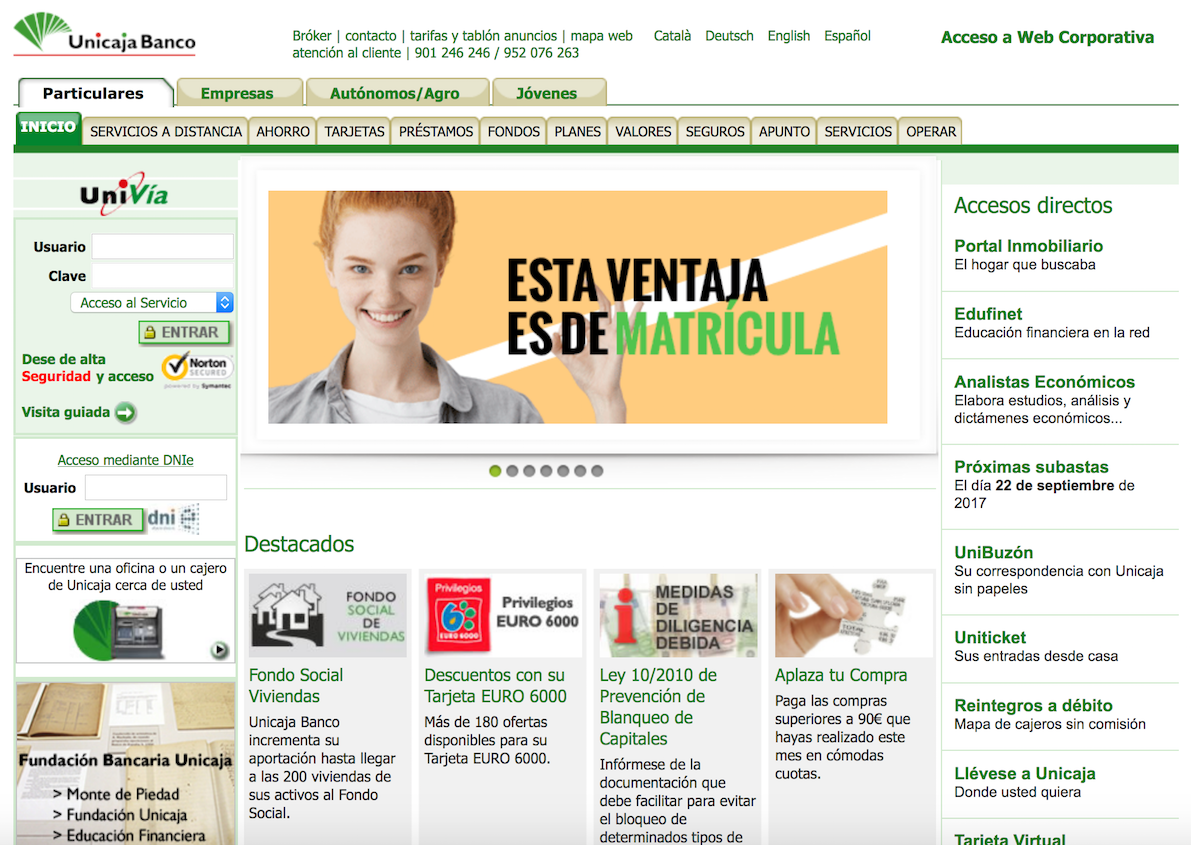 Unicaja Banco
Bróker | contacto | tarifas y tablón anuncios | mapa web
atención al cliente | 901 246 246 / 952 076 263
Català Deutsch English Español
Acceso a Web Corporativa
Particulares Empresas Autónomos/Agro Jóvenes
INICIO SERVICIOS A DISTANCIA AHORRO TARJETAS PRÉSTAMOS FONDOS PLANES VALORES SEGUROS APUNTO SERVICIOS OPERAR
UniVía
Usuario
Clave
Acceso al Servicio
ENTRAR
Dese de alta
Seguridad y acceso
Norton
SECURED
powered by Symantec
Visita guiada
Acceso mediante DNIe
Usuario
ENTRAR
dni e
Encuentre una oficina o un cajero
de Unicaja cerca de usted
Fundación Bancaria Unicaja
> Monte de Piedad
> Fundación Unicaja
> Educación Financiera
ESTA VENTAJA
ES DE MATRÍCULA
Destacados
FONDO
SOCIAL
DE
VIVIENDAS
Fondo Social
Viviendas
Unicaja Banco
incrementa su
aportación hasta llegar
a las 200 viviendas de
sus activos al Fondo
Social.
Privilegios
6
EURO 6000
Privilegios
EURO 6000
Descuentos con su
Tarjeta EURO 6000
Más de 180 ofertas
disponibles para su
Tarjeta EURO 6000.
MEDIDAS
DE
DILIGENCIA
DEBIDA
Ley 10/2010 de
Prevención de
Blanqueo de
Capitales
Infórmese de la
documentación que
debe facilitar para evitar
el bloqueo de
determinados tipos de
TOTAL
Aplaza tu Compra
Paga las compras
superiores a 90€ que
hayas realizado este
mes en cómodas
cuotas.
Accesos directos
Portal Inmobiliario
El hogar que buscaba
Edufinet
Educación financiera en la red
Analistas Económicos
Elabora estudios, análisis y
dictámenes económicos...
Próximas subastas
El día 22 de septiembre de
2017
UniBuzón
Su correspondencia con Unicaja
sin papeles
Uniticket
Sus entradas desde casa
Reintegros a débito
Mapa de cajeros sin comisión
Llévese a Unicaja
Donde usted quiera
Tarjeta Virtual